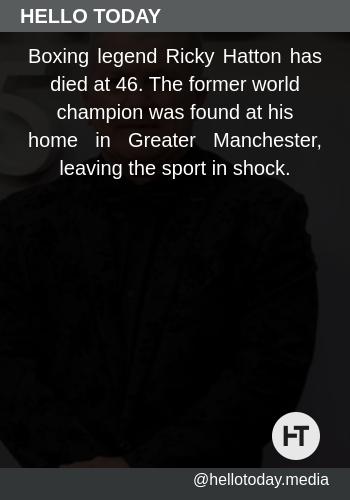 HELLO TODAY
Boxing legend Ricky Hatton has
died at 46. The former world
champion was found at his
home in Greater Manchester,
leaving the sport in shock.
HT
@hellotoday.media